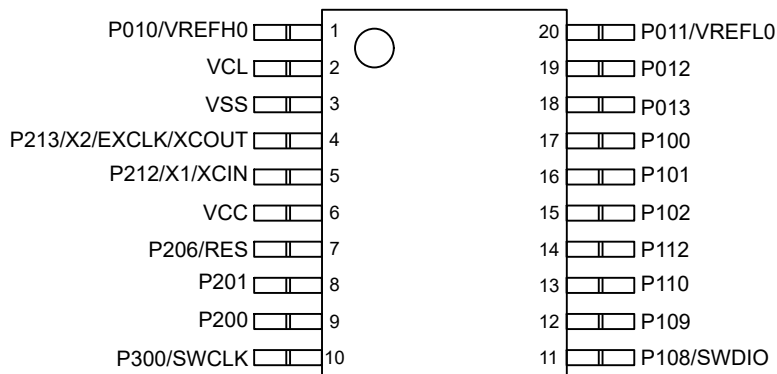 P010/VREFH0 1 20 P011/VREFL0
VCL 2 19 P012
VSS 3 18 P013
P213/X2/EXCLK/XCOUT 4 17 P100
P212/X1/XCIN 5 16 P101
VCC 6 15 P102
P206/RES 7 14 P112
P201 8 13 P110
P200 9 12 P109
P300/SWCLK 10 11 P108/SWDIO